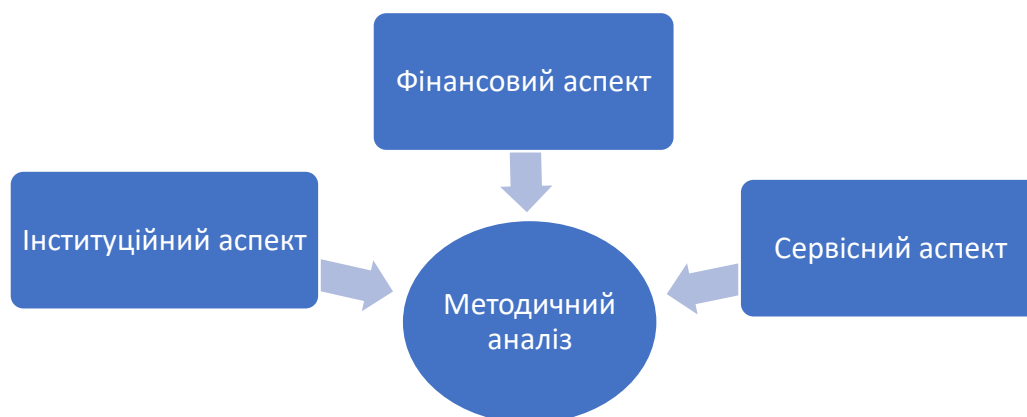 Фінансовий аспект
Інституційний аспект
Сервісний аспект
Методичний
аналіз